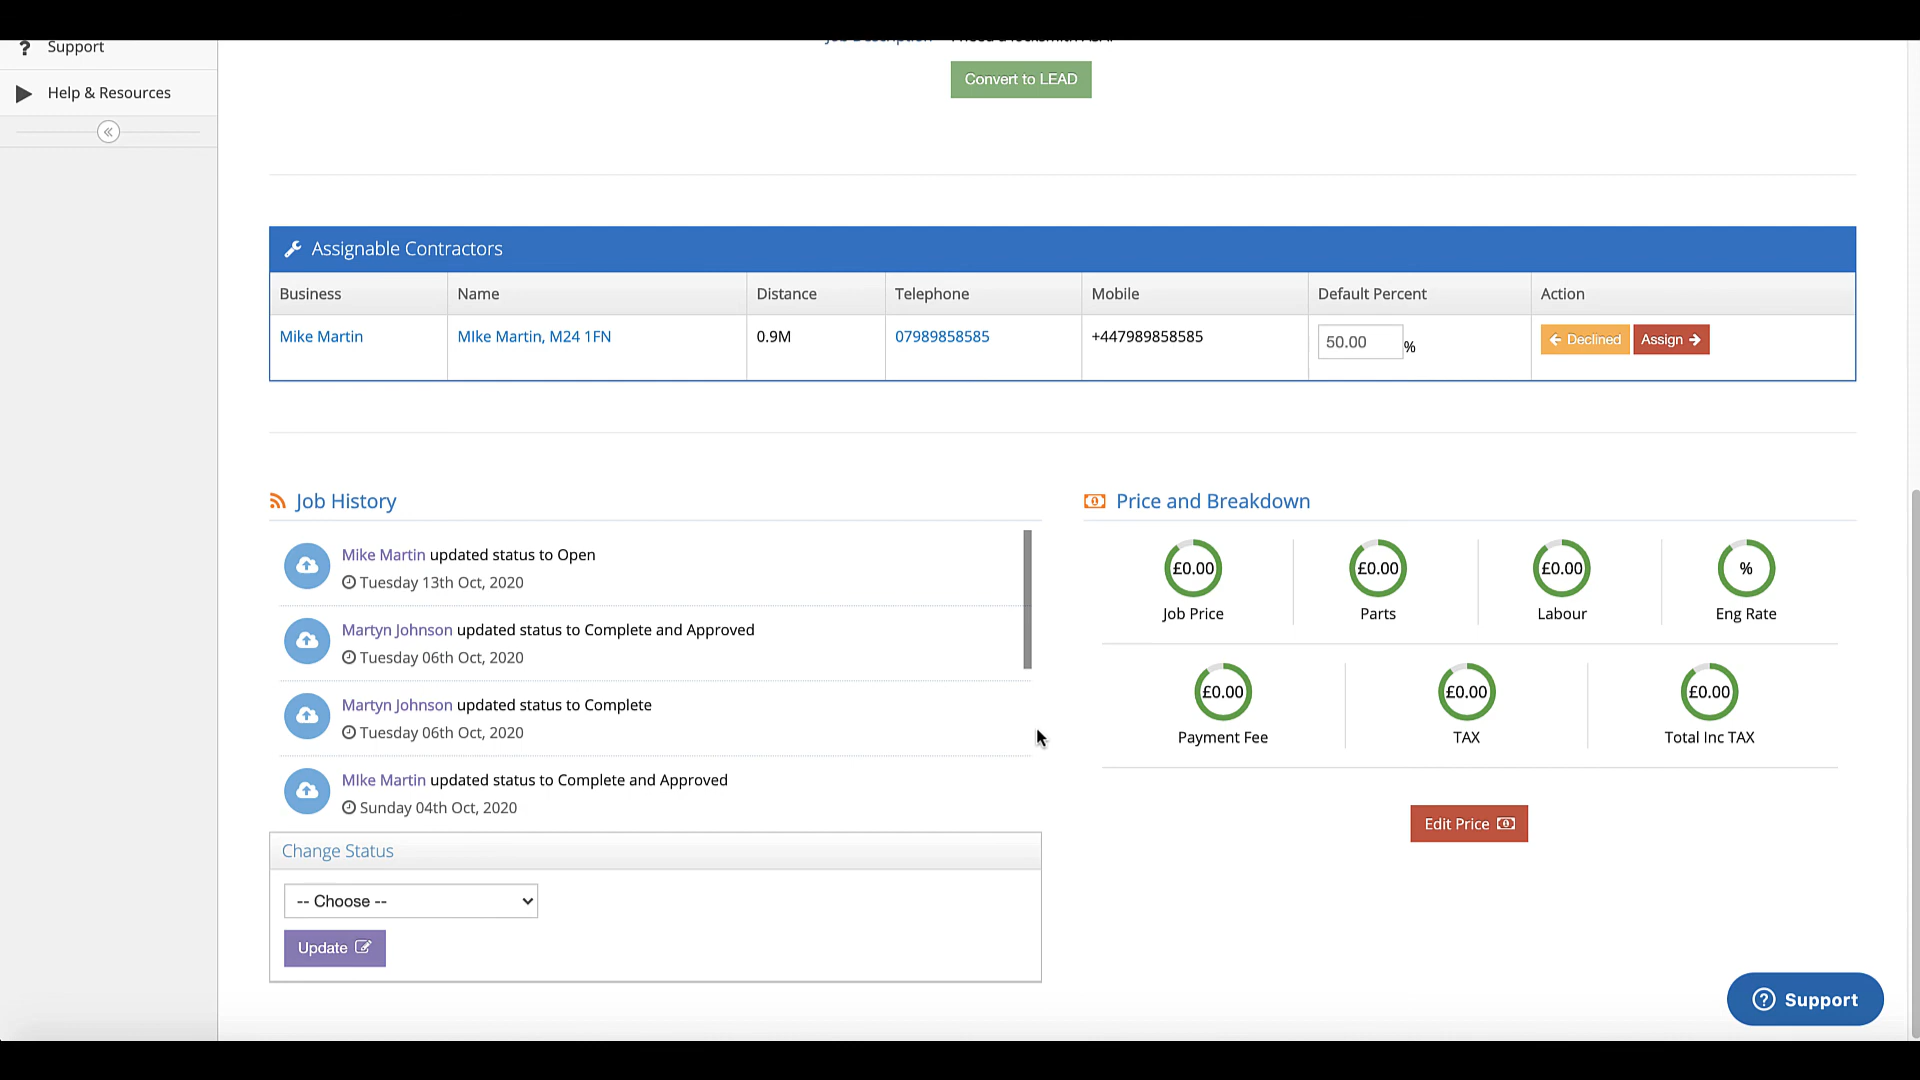 Support
Help & Resources
Convert to LEAD
Assignable Contractors
Business Name Distance Telephone Mobile Default Percent Action
Mike Martin MIke Martin, M24 1FN 0.9M 07989858585 +447989858585 50.00 % Declined Assign
Job History
Mike Martin updated status to Open
Tuesday 13th Oct, 2020
Martyn Johnson updated status to Complete and Approved
Tuesday 06th Oct, 2020
Martyn Johnson updated status to Complete
Tuesday 06th Oct, 2020
MIke Martin updated status to Complete and Approved
Sunday 04th Oct, 2020
Change Status
-- Choose --
Update
Price and Breakdown
£0.00 £0.00 £0.00 %
Job Price Parts Labour Eng Rate
£0.00 £0.00 £0.00
Payment Fee TAX Total Inc TAX
Edit Price
Support